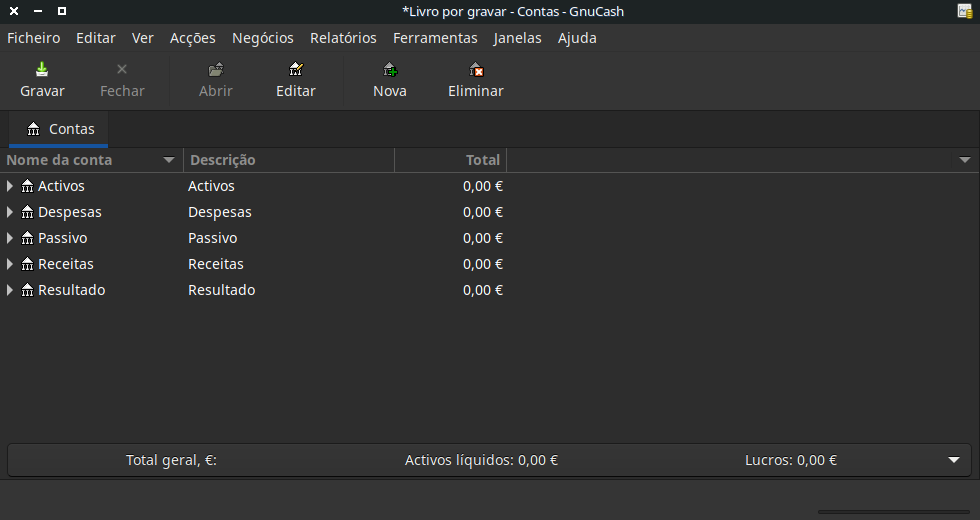 *Livro por gravar - Contas - GnuCash
Ficheiro Editar Ver Acções Negócios Relatórios Ferramentas Janelas Ajuda
Gravar Fechar Abrir Editar Nova Eliminar
Contas
Nome da conta Descrição Total
Activos Activos 0,00 €
Despesas Despesas 0,00 €
Passivo Passivo 0,00 €
Receitas Receitas 0,00 €
Resultado Resultado 0,00 €
Total geral, €: Activos líquidos: 0,00 € Lucros: 0,00 €